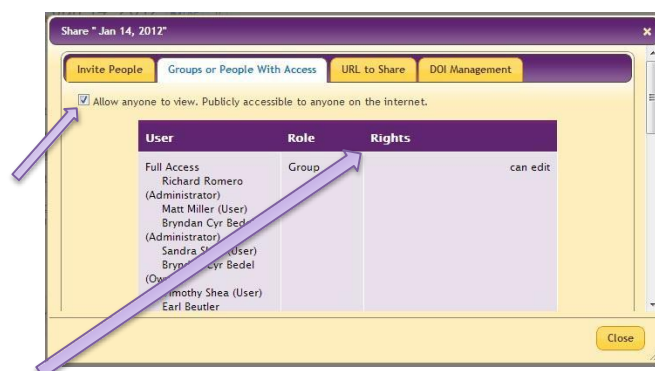 Share " Jan 14, 2012"
x
Invite People
Groups or People With Access
URL to Share
DOI Management
Allow anyone to view. Publicly accessible to anyone on the internet.
User Role Rights
Full Access Group can edit
Richard Romero
(Administrator)
Matt Miller (User)
Bryndan Cyr Bedel
(Administrator)
Sandra (User)
Cyr Bedel
Timothy Shea (User)
Earl Beutler
Close